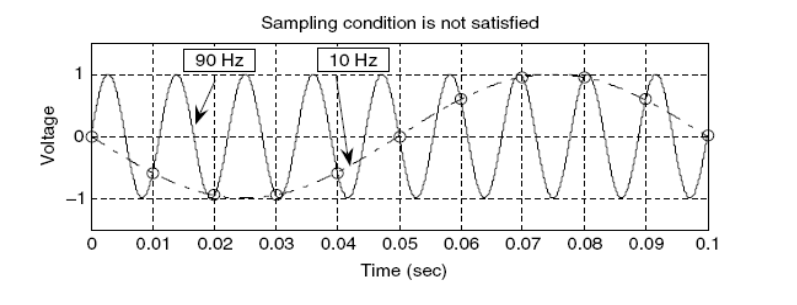 Sampling condition is not satisfied
90 Hz 10 Hz
1
0
−1
Voltage
0 0.01 0.02 0.03 0.04 0.05 0.06 0.07 0.08 0.09 0.1
Time (sec)